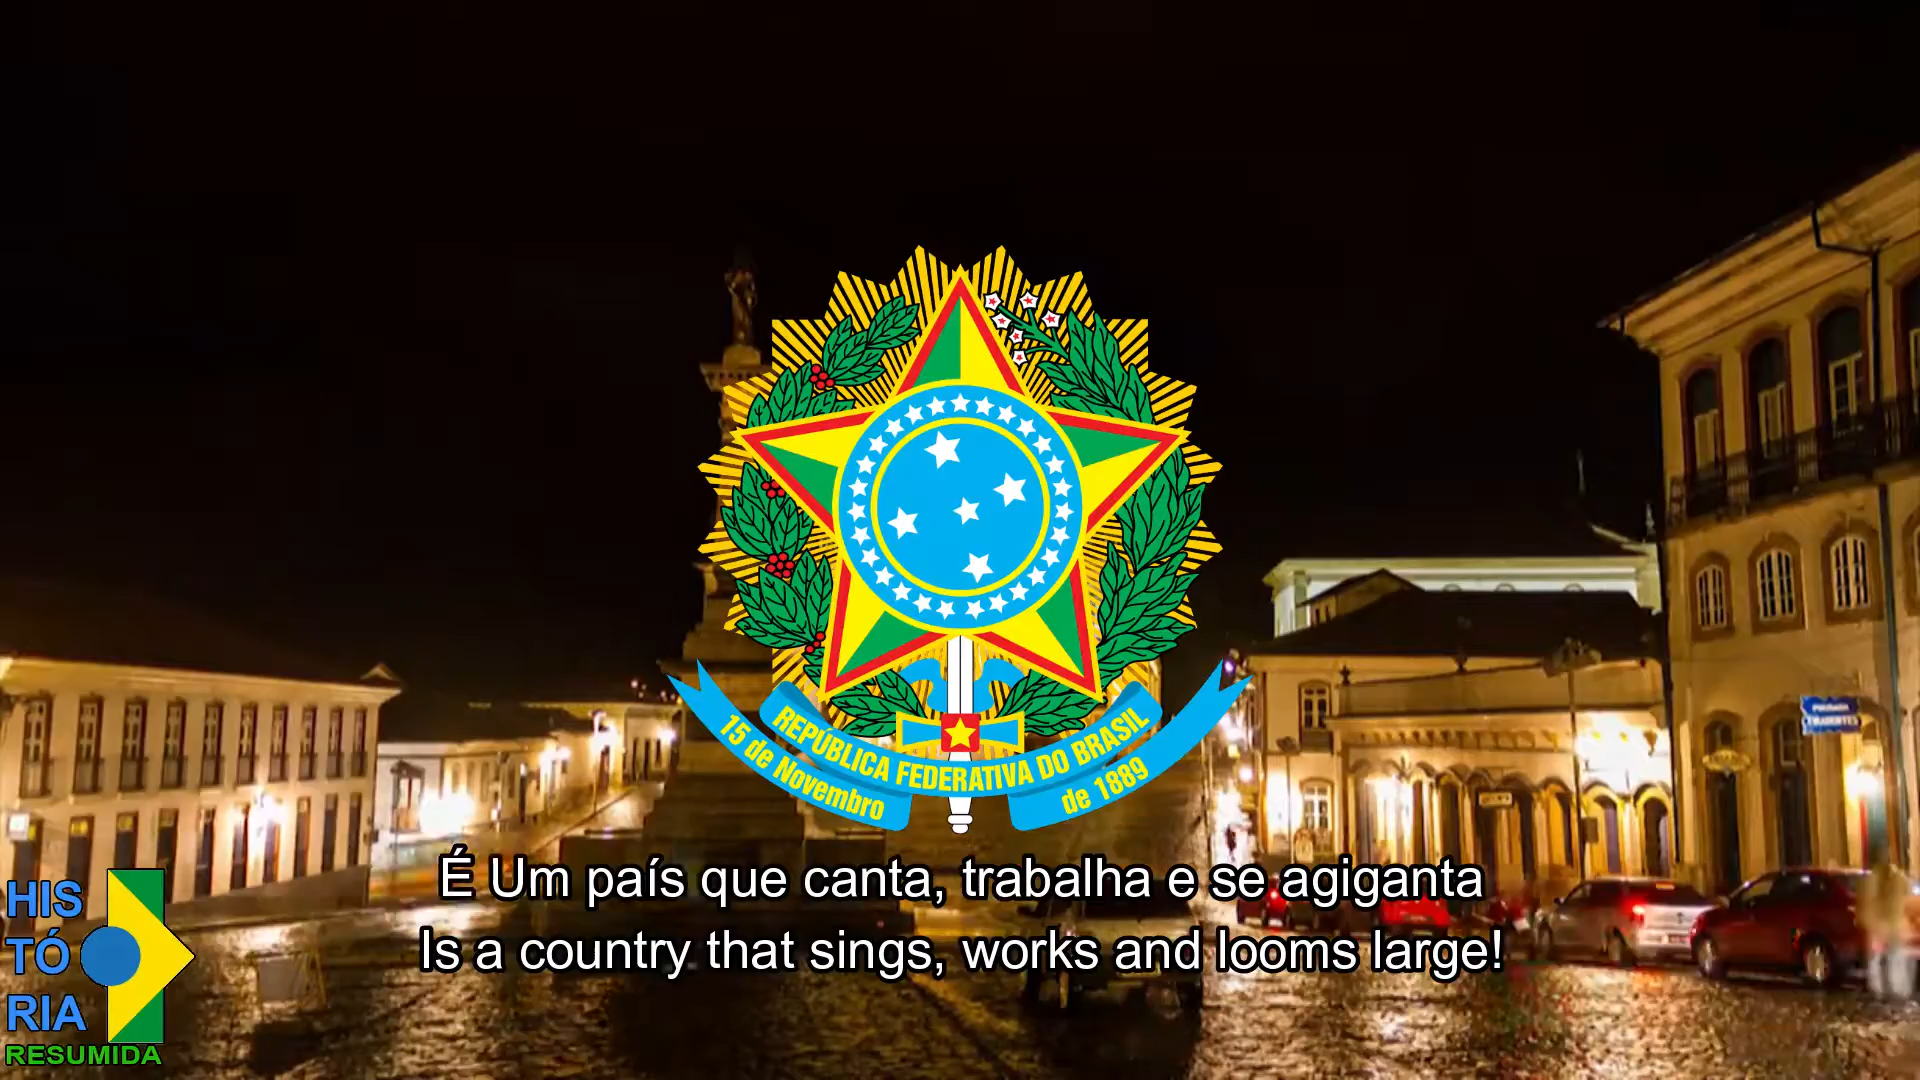 REPÚBLICA FEDERATIVA DO BRASIL
15 de Novembro
de 1889
É Um país que canta, trabalha e se agiganta
Is a country that sings, works and looms large!
HIS
TÓ
RIA
RESUMIDA